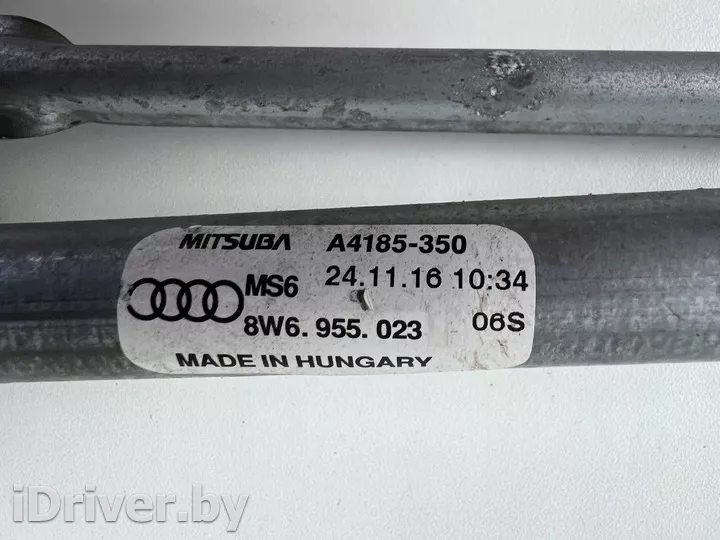 MITSUBA A4185-350
MS6 24.11.16 10:34
8W6.955.023 06S
MADE IN HUNGARY
iDriver.by